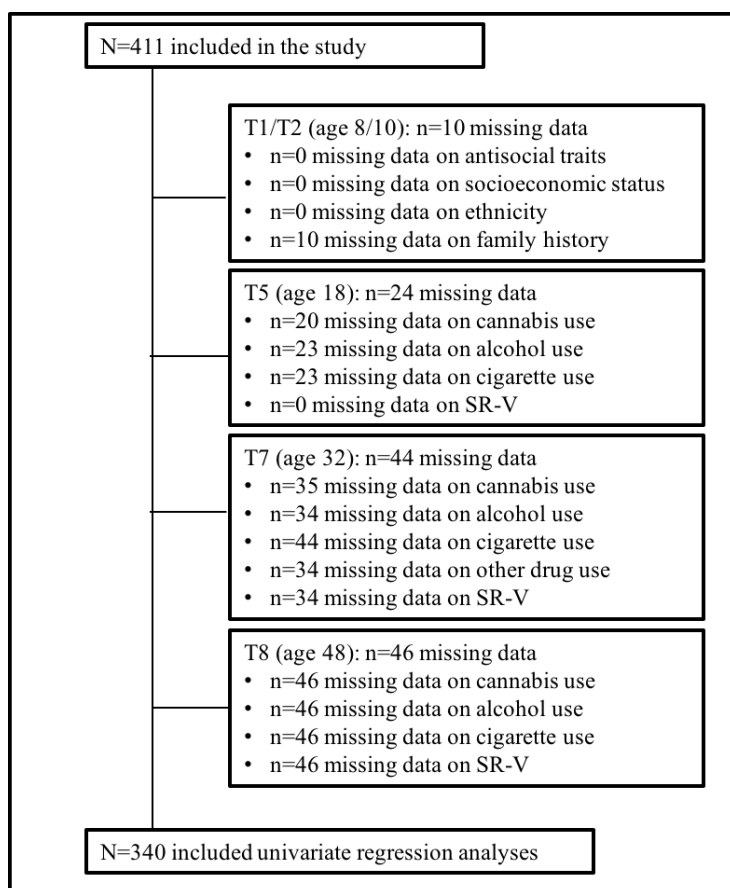 N=411 included in the study
T1/T2 (age 8/10): n=10 missing data
• n=0 missing data on antisocial traits
• n=0 missing data on socioeconomic status
• n=0 missing data on ethnicity
• n=10 missing data on family history
T5 (age 18): n=24 missing data
• n=20 missing data on cannabis use
• n=23 missing data on alcohol use
• n=23 missing data on cigarette use
• n=0 missing data on SR-V
T7 (age 32): n=44 missing data
• n=35 missing data on cannabis use
• n=34 missing data on alcohol use
• n=44 missing data on cigarette use
• n=34 missing data on other drug use
• n=34 missing data on SR-V
T8 (age 48): n=46 missing data
• n=46 missing data on cannabis use
• n=46 missing data on alcohol use
• n=46 missing data on cigarette use
• n=46 missing data on SR-V
N=340 included univariate regression analyses